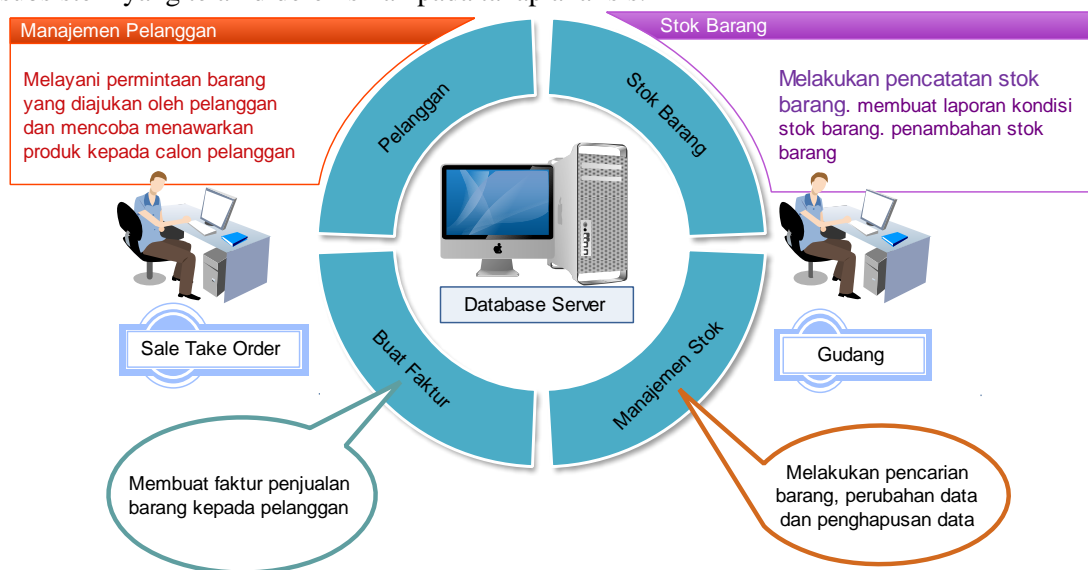 Manajemen Pelanggan
Melayani permintaan barang
yang diajukan oleh pelanggan
dan mencoba menawarkan
produk kepada calon pelanggan
Stok Barang
Melakukan pencatatan stok
barang. membuat laporan kondisi
stok barang. penambahan stok
barang
Pelanggan
Stok Barang
Database Server
Buat Faktur
Manajemen Stok
Sale Take Order
Gudang
Membuat faktur penjualan
barang kepada pelanggan
Melakukan pencarian
barang, perubahan data
dan penghapusan data